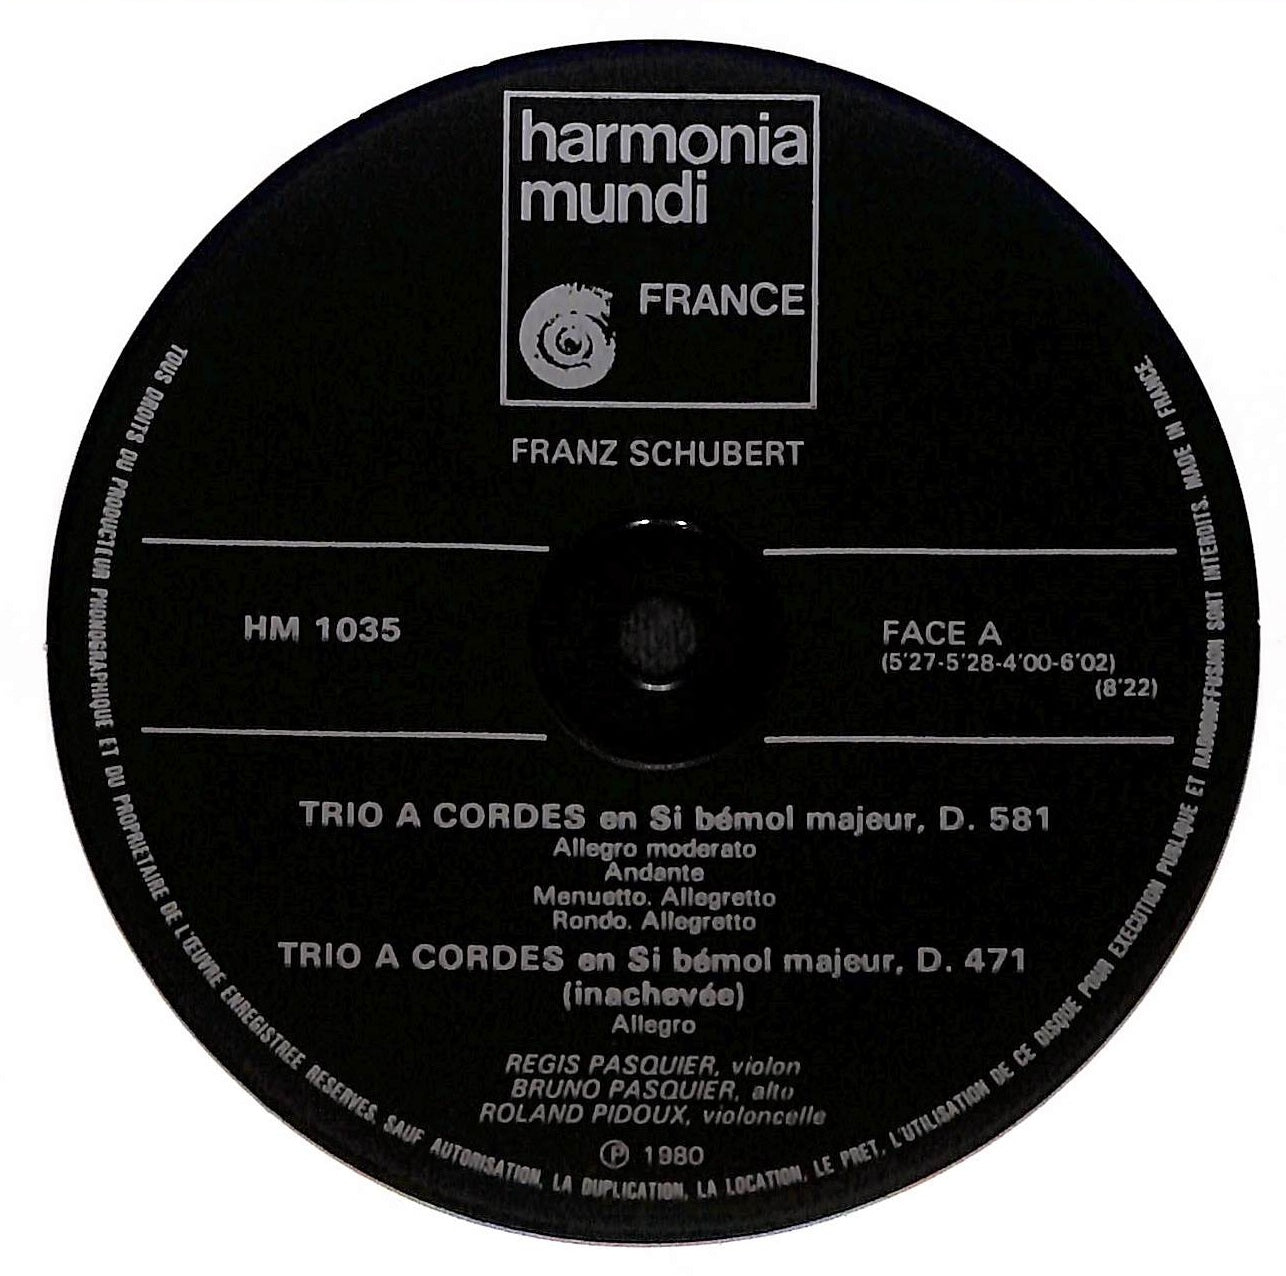 harmonia
mundi
FRANCE
FRANZ SCHUBERT
HM 1035
FACE A
(5'27-5'28-4'00-6'02)
(8'22)
TRIO A CORDES en Si bémol majeur, D. 581
Allegro moderato
Andante
Menuetto. Allegretto
Rondo. Allegretto
TRIO A CORDES en Si bémol majeur, D. 471
(inachevée)
Allegro
REGIS PASQUIER, violon
BRUNO PASQUIER, alto
ROLAND PIDOUX, violoncelle
℗ 1980
TOUS DROITS DU PRODUCTEUR PHONOGRAPHIQUE ET DU PROPRIETAIRE DE L'ŒUVRE ENREGISTREE RESERVES. SAUF AUTORISATION, LA DUPLICATION, LA LOCATION, LE PRET, L'UTILISATION DE CE DISQUE POUR EXECUTION PUBLIQUE ET RADIODIFFUSION SONT INTERDITS. MADE IN FRANCE.